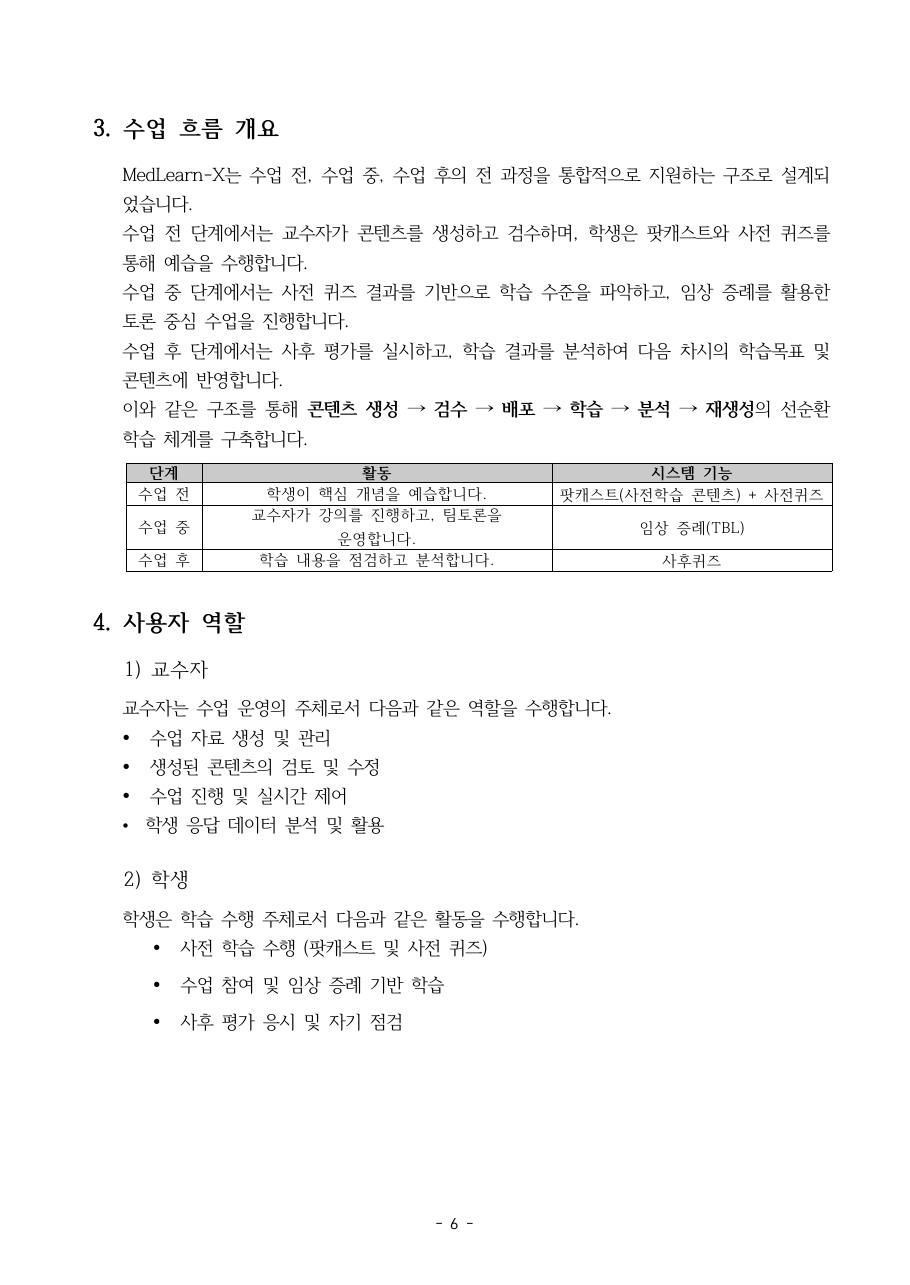 3. 수업 흐름 개요
MedLearn-X는 수업 전, 수업 중, 수업 후의 전 과정을 통합적으로 지원하는 구조로 설계되
었습니다.
수업 전 단계에서는 교수자가 콘텐츠를 생성하고 검수하며, 학생은 팟캐스트와 사전 퀴즈를
통해 예습을 수행합니다.
수업 중 단계에서는 사전 퀴즈 결과를 기반으로 학습 수준을 파악하고, 임상 증례를 활용한
토론 중심 수업을 진행합니다.
수업 후 단계에서는 사후 평가를 실시하고, 학습 결과를 분석하여 다음 차시의 학습목표 및
콘텐츠에 반영합니다.
이와 같은 구조를 통해 콘텐츠 생성 → 검수 → 배포 → 학습 → 분석 → 재생성의 선순환
학습 체계를 구축합니다.
단계 활동 시스템 기능
수업 전 학생이 핵심 개념을 예습합니다. 팟캐스트(사전학습 콘텐츠) + 사전퀴즈
수업 중 교수자가 강의를 진행하고, 팀토론을
운영합니다. 임상 증례(TBL)
수업 후 학습 내용을 점검하고 분석합니다. 사후퀴즈
4. 사용자 역할
1) 교수자
교수자는 수업 운영의 주체로서 다음과 같은 역할을 수행합니다.
• 수업 자료 생성 및 관리
• 생성된 콘텐츠의 검토 및 수정
• 수업 진행 및 실시간 제어
• 학생 응답 데이터 분석 및 활용
2) 학생
학생은 학습 수행 주체로서 다음과 같은 활동을 수행합니다.
• 사전 학습 수행 (팟캐스트 및 사전 퀴즈)
• 수업 참여 및 임상 증례 기반 학습
• 사후 평가 응시 및 자기 점검
- 6 -